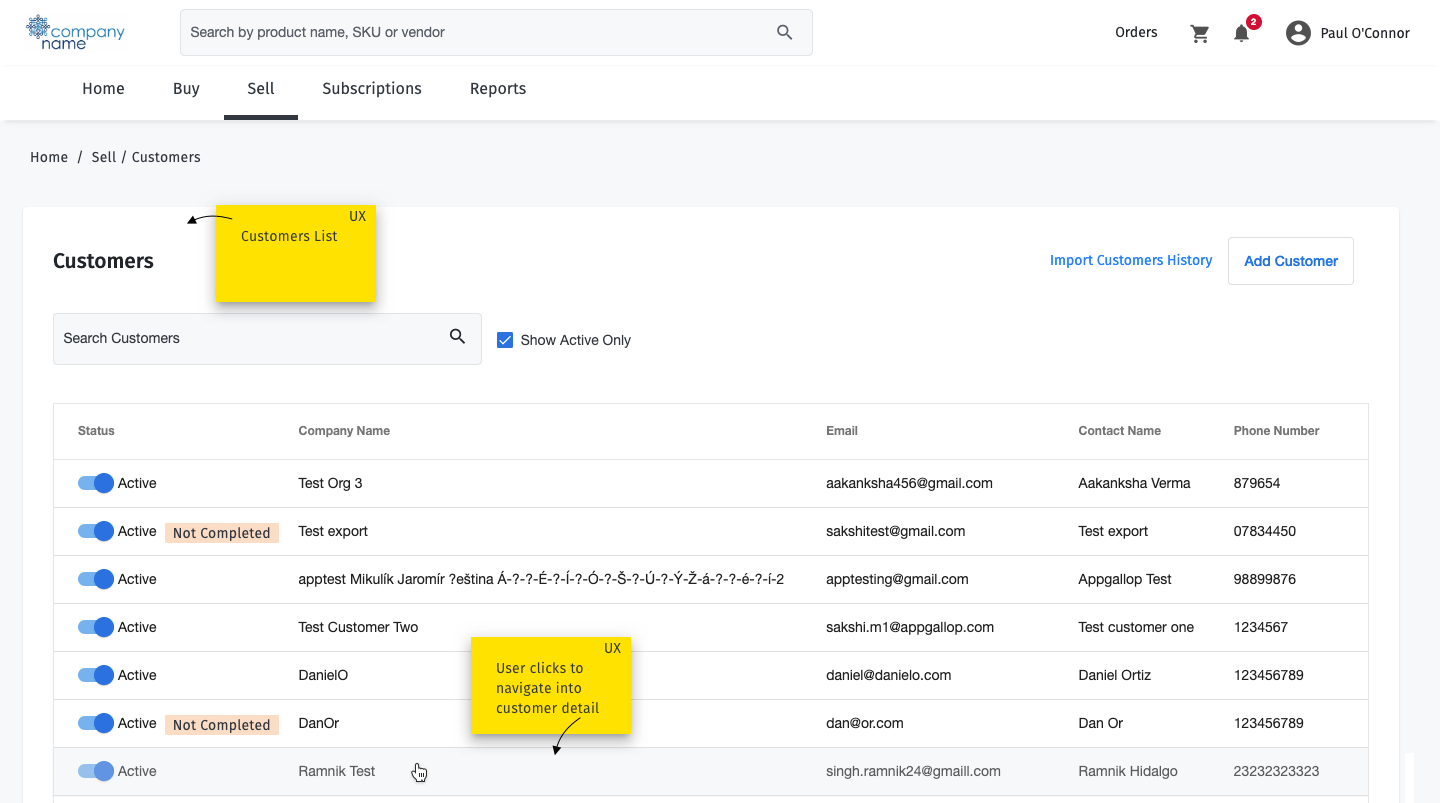 company
name
Search by product name, SKU or vendor
Orders
2
Paul O'Connor
Home Buy Sell Subscriptions Reports
Home / Sell / Customers
UX
Customers List
Customers
Import Customers History
Add Customer
Search Customers
Show Active Only
Status Company Name Email Contact Name Phone Number
Active Test Org 3 aakanksha456@gmail.com Aakanksha Verma 879654
Active Not Completed Test export sakshitest@gmail.com Test export 07834450
Active apptest Mikulík Jaromír ?eština Á-?-?-É-?-Í-?-Ó-?-Š-?-Ú-?-Ý-Ž-á-?-?-é-?-í-2 apptesting@gmail.com Appgallop Test 98899876
Active Test Customer Two sakshi.m1@appgallop.com Test customer one 1234567
UX
User clicks to
navigate into
customer detail
Active DanielO daniel@danielo.com Daniel Ortiz 123456789
Active Not Completed DanOr dan@or.com Dan Or 123456789
Active Ramnik Test singh.ramnik24@gmaill.com Ramnik Hidalgo 23232323323